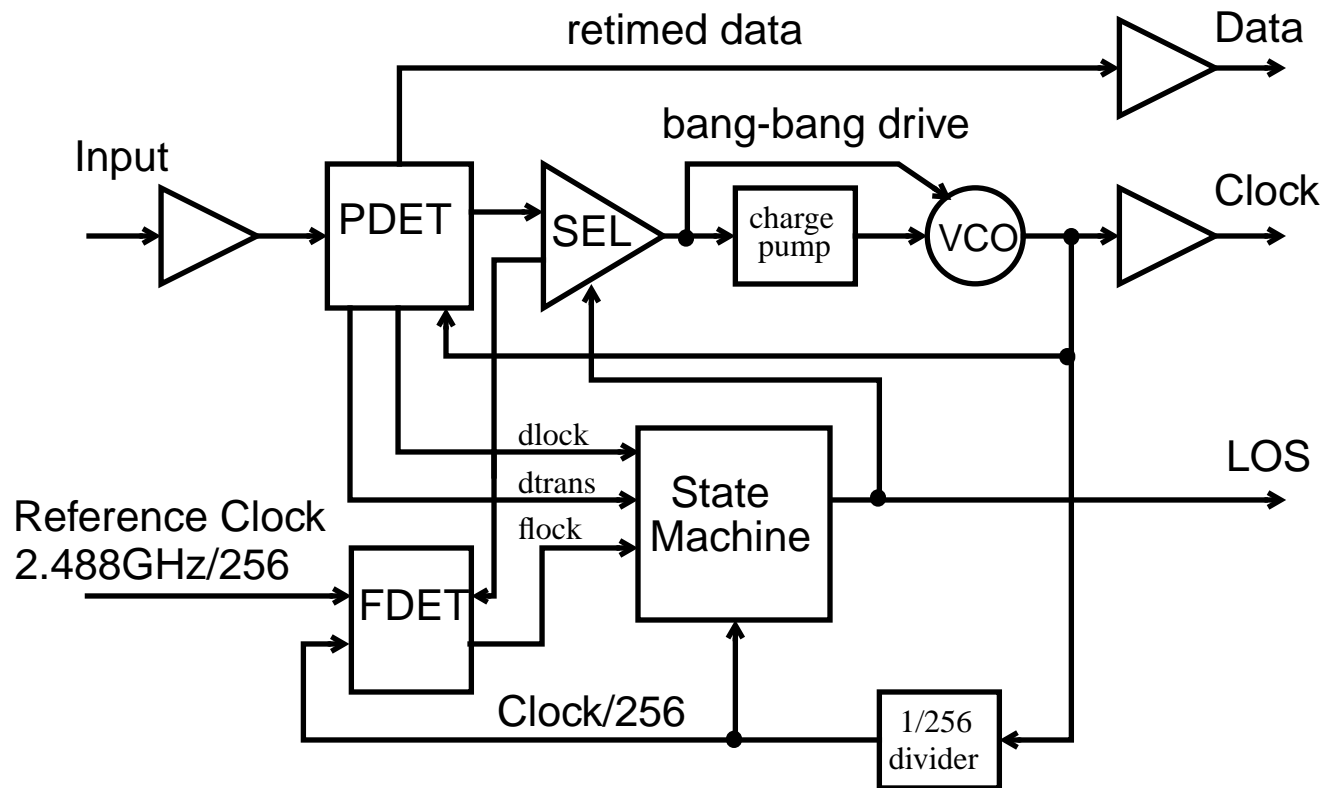 retimed data
Data
bang-bang drive
Input
Clock
PDET
SEL
charge
pump
VCO
dlock
dtrans
flock
State
Machine
LOS
Reference Clock
2.488GHz/256
FDET
Clock/256
1/256
divider